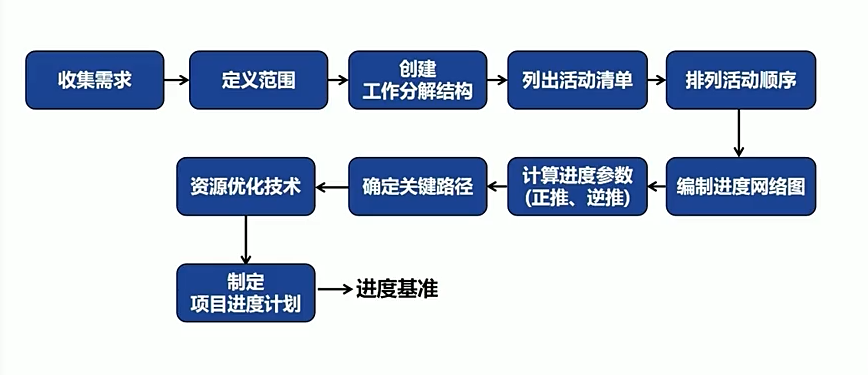 收集需求
定义范围
创建
工作分解结构
列出活动清单
排列活动顺序
编制进度网络图
计算进度参数
(正推、逆推)
确定关键路径
资源优化技术
制定
项目进度计划
进度基准